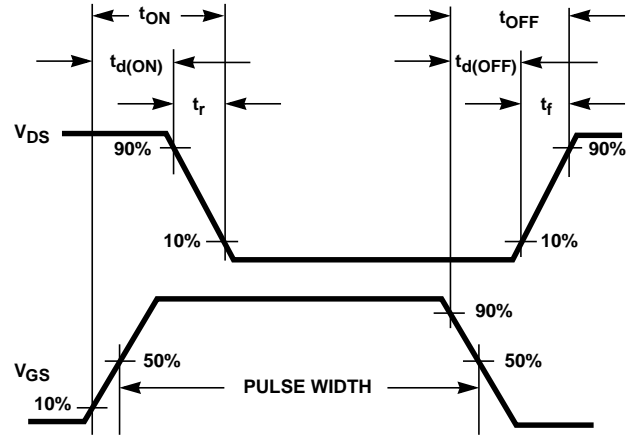 tON
tOFF
td(ON)
td(OFF)
tr
tf
VDS
90%
90%
10%
10%
90%
VGS
50%
50%
PULSE WIDTH
10%